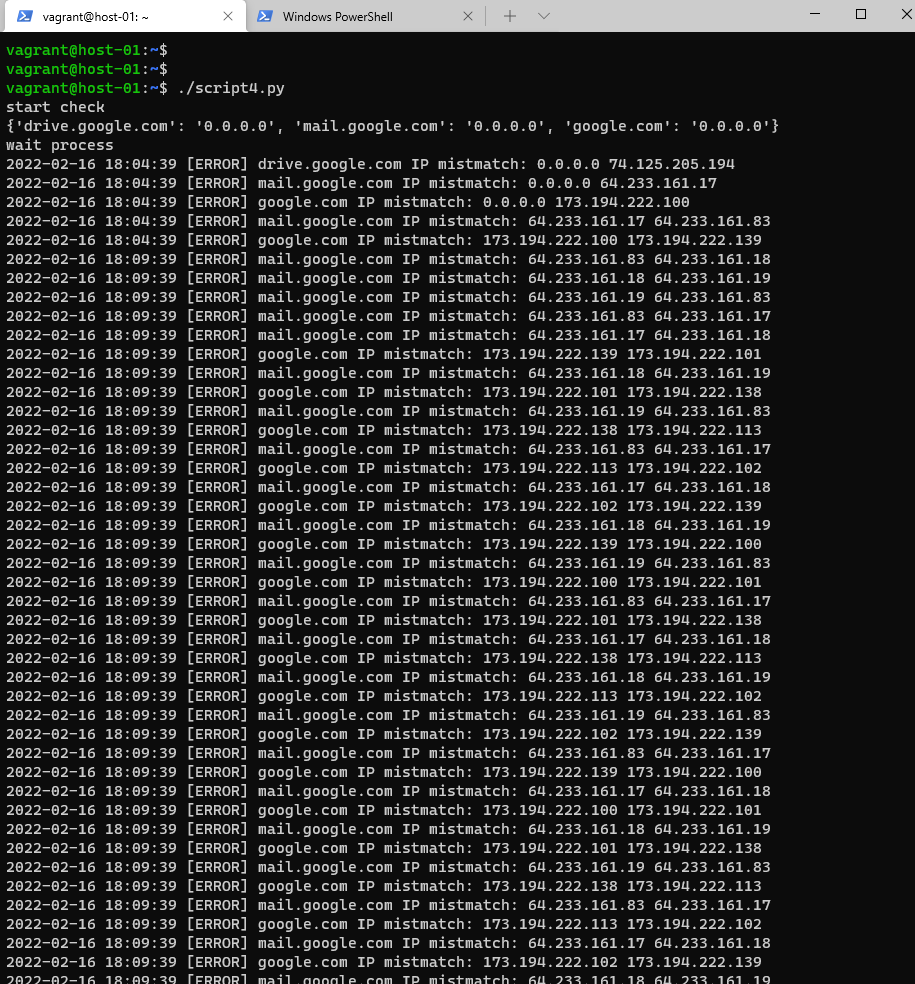 vagrant@host-01: ~ Windows PowerShell
vagrant@host-01:~$
vagrant@host-01:~$
vagrant@host-01:~$ ./script4.py
start check
{'drive.google.com': '0.0.0.0', 'mail.google.com': '0.0.0.0', 'google.com': '0.0.0.0'}
wait process
2022-02-16 18:04:39 [ERROR] drive.google.com IP mistmatch: 0.0.0.0 74.125.205.194
2022-02-16 18:04:39 [ERROR] mail.google.com IP mistmatch: 0.0.0.0 64.233.161.17
2022-02-16 18:04:39 [ERROR] google.com IP mistmatch: 0.0.0.0 173.194.222.100
2022-02-16 18:04:39 [ERROR] mail.google.com IP mistmatch: 64.233.161.17 64.233.161.83
2022-02-16 18:04:39 [ERROR] google.com IP mistmatch: 173.194.222.100 173.194.222.139
2022-02-16 18:09:39 [ERROR] mail.google.com IP mistmatch: 64.233.161.83 64.233.161.18
2022-02-16 18:09:39 [ERROR] mail.google.com IP mistmatch: 64.233.161.18 64.233.161.19
2022-02-16 18:09:39 [ERROR] mail.google.com IP mistmatch: 64.233.161.19 64.233.161.83
2022-02-16 18:09:39 [ERROR] mail.google.com IP mistmatch: 64.233.161.83 64.233.161.17
2022-02-16 18:09:39 [ERROR] mail.google.com IP mistmatch: 64.233.161.17 64.233.161.18
2022-02-16 18:09:39 [ERROR] google.com IP mistmatch: 173.194.222.139 173.194.222.101
2022-02-16 18:09:39 [ERROR] mail.google.com IP mistmatch: 64.233.161.18 64.233.161.19
2022-02-16 18:09:39 [ERROR] google.com IP mistmatch: 173.194.222.101 173.194.222.138
2022-02-16 18:09:39 [ERROR] mail.google.com IP mistmatch: 64.233.161.19 64.233.161.83
2022-02-16 18:09:39 [ERROR] google.com IP mistmatch: 173.194.222.138 173.194.222.113
2022-02-16 18:09:39 [ERROR] mail.google.com IP mistmatch: 64.233.161.83 64.233.161.17
2022-02-16 18:09:39 [ERROR] google.com IP mistmatch: 173.194.222.113 173.194.222.102
2022-02-16 18:09:39 [ERROR] mail.google.com IP mistmatch: 64.233.161.17 64.233.161.18
2022-02-16 18:09:39 [ERROR] google.com IP mistmatch: 173.194.222.102 173.194.222.139
2022-02-16 18:09:39 [ERROR] mail.google.com IP mistmatch: 64.233.161.18 64.233.161.19
2022-02-16 18:09:39 [ERROR] google.com IP mistmatch: 173.194.222.139 173.194.222.100
2022-02-16 18:09:39 [ERROR] mail.google.com IP mistmatch: 64.233.161.19 64.233.161.83
2022-02-16 18:09:39 [ERROR] google.com IP mistmatch: 173.194.222.100 173.194.222.101
2022-02-16 18:09:39 [ERROR] mail.google.com IP mistmatch: 64.233.161.83 64.233.161.17
2022-02-16 18:09:39 [ERROR] google.com IP mistmatch: 173.194.222.101 173.194.222.138
2022-02-16 18:09:39 [ERROR] mail.google.com IP mistmatch: 64.233.161.17 64.233.161.18
2022-02-16 18:09:39 [ERROR] google.com IP mistmatch: 173.194.222.138 173.194.222.113
2022-02-16 18:09:39 [ERROR] mail.google.com IP mistmatch: 64.233.161.18 64.233.161.19
2022-02-16 18:09:39 [ERROR] google.com IP mistmatch: 173.194.222.113 173.194.222.102
2022-02-16 18:09:39 [ERROR] mail.google.com IP mistmatch: 64.233.161.19 64.233.161.83
2022-02-16 18:09:39 [ERROR] google.com IP mistmatch: 173.194.222.102 173.194.222.139
2022-02-16 18:09:39 [ERROR] mail.google.com IP mistmatch: 64.233.161.83 64.233.161.17
2022-02-16 18:09:39 [ERROR] google.com IP mistmatch: 173.194.222.139 173.194.222.100
2022-02-16 18:09:39 [ERROR] mail.google.com IP mistmatch: 64.233.161.17 64.233.161.18
2022-02-16 18:09:39 [ERROR] google.com IP mistmatch: 173.194.222.100 173.194.222.101
2022-02-16 18:09:39 [ERROR] mail.google.com IP mistmatch: 64.233.161.18 64.233.161.19
2022-02-16 18:09:39 [ERROR] google.com IP mistmatch: 173.194.222.101 173.194.222.138
2022-02-16 18:09:39 [ERROR] mail.google.com IP mistmatch: 64.233.161.19 64.233.161.83
2022-02-16 18:09:39 [ERROR] google.com IP mistmatch: 173.194.222.138 173.194.222.113
2022-02-16 18:09:39 [ERROR] mail.google.com IP mistmatch: 64.233.161.83 64.233.161.17
2022-02-16 18:09:39 [ERROR] google.com IP mistmatch: 173.194.222.113 173.194.222.102
2022-02-16 18:09:39 [ERROR] mail.google.com IP mistmatch: 64.233.161.17 64.233.161.18
2022-02-16 18:09:39 [ERROR] google.com IP mistmatch: 173.194.222.102 173.194.222.139
2022-02-16 18:09:39 [ERROR] mail.google.com IP mistmatch: 64.233.161.18 64.233.161.19